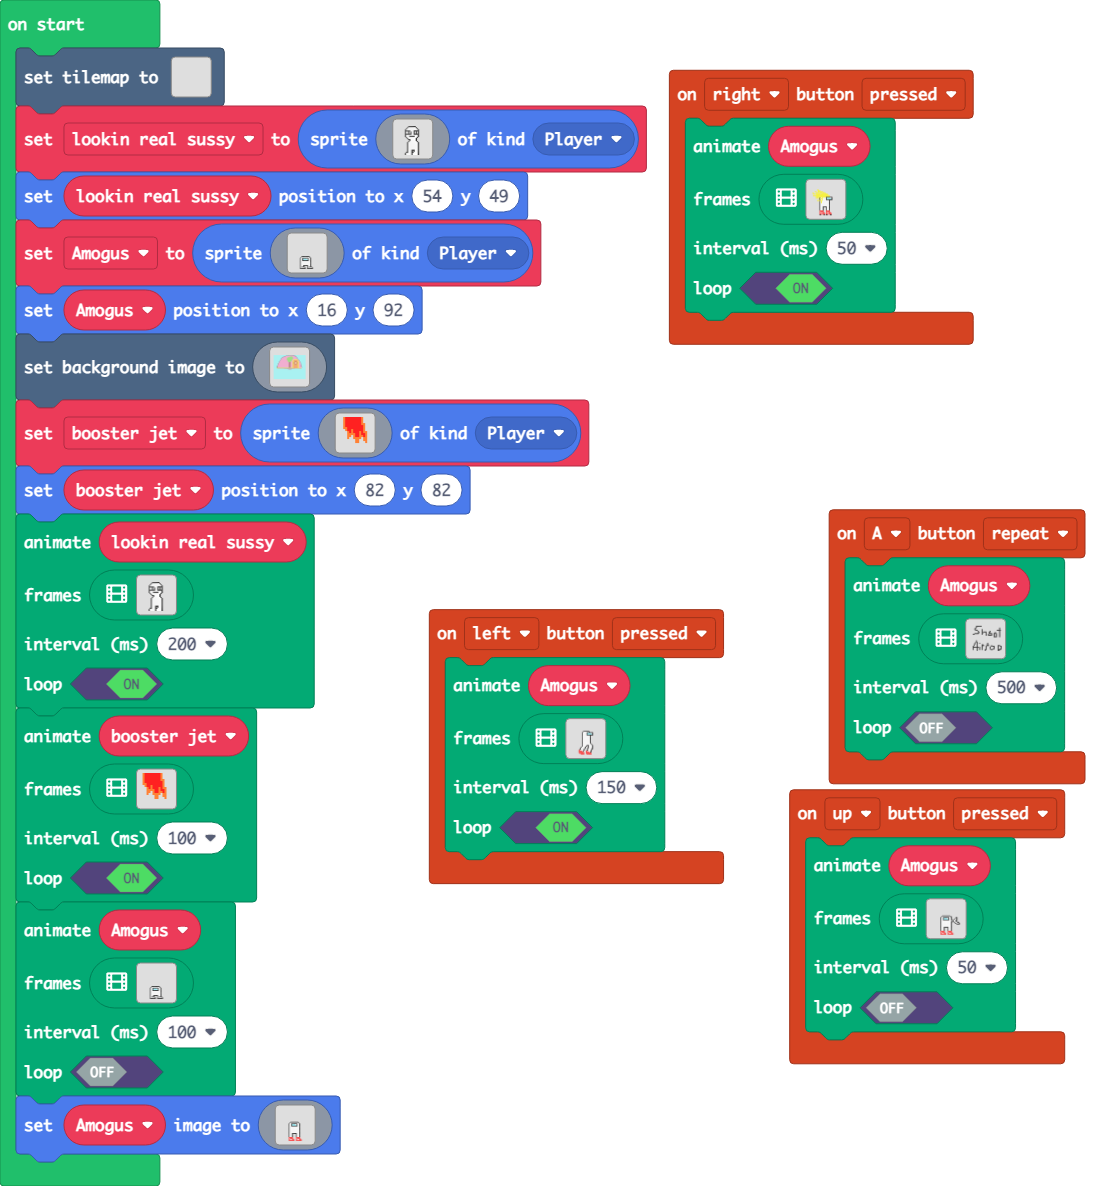 on start
set tilemap to
set lookin real sussy to sprite of kind Player
set lookin real sussy position to x 54 y 49
set Amogus to sprite of kind Player
set Amogus position to x 16 y 92
set background image to
set booster jet to sprite of kind Player
set booster jet position to x 82 y 82
animate lookin real sussy
frames
interval (ms) 200
loop ON
animate booster jet
frames
interval (ms) 100
loop ON
animate Amogus
frames
interval (ms) 100
loop OFF
set Amogus image to
on right button pressed
animate Amogus
frames
interval (ms) 50
loop ON
on left button pressed
animate Amogus
frames
interval (ms) 150
loop ON
on A button repeat
animate Amogus
frames
interval (ms) 500
loop OFF
on up button pressed
animate Amogus
frames
interval (ms) 50
loop OFF